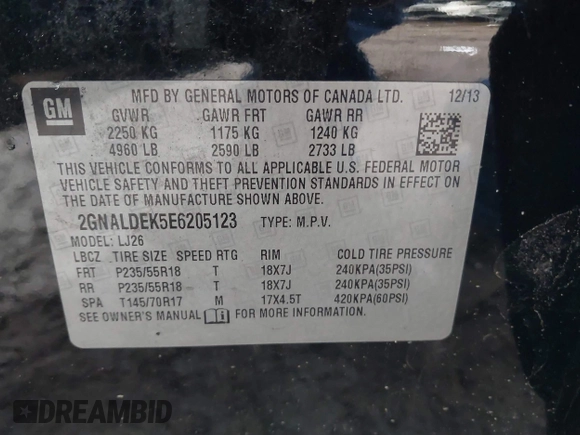 GM
MFD BY GENERAL MOTORS OF CANADA LTD. 12/13
GVWR GAWR FRT GAWR RR
2250 KG 1175 KG 1240 KG
4960 LB 2590 LB 2733 LB
THIS VEHICLE CONFORMS TO ALL APPLICABLE U.S. FEDERAL MOTOR
VEHICLE SAFETY AND THEFT PREVENTION STANDARDS IN EFFECT ON
THE DATE OF MANUFACTURE SHOWN ABOVE.
2GNALDEK5E6205123 TYPE: M.P.V.
MODEL: LJ26
LBCZ TIRE SIZE SPEED RTG RIM COLD TIRE PRESSURE
FRT P235/55R18 T 18X7J 240KPA(35PSI)
RR P235/55R18 T 18X7J 240KPA(35PSI)
SPA T145/70R17 M 17X4.5T 420KPA(60PSI)
SEE OWNER'S MANUAL FOR MORE INFORMATION.
DREAMBID